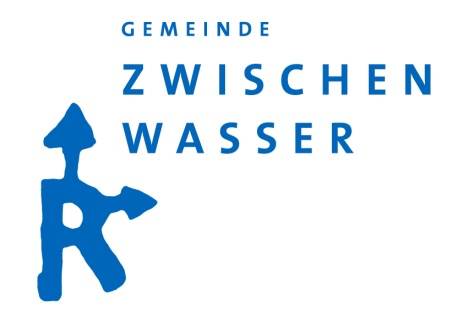 GEMEINDE
ZWISCHEN
WASSER
R